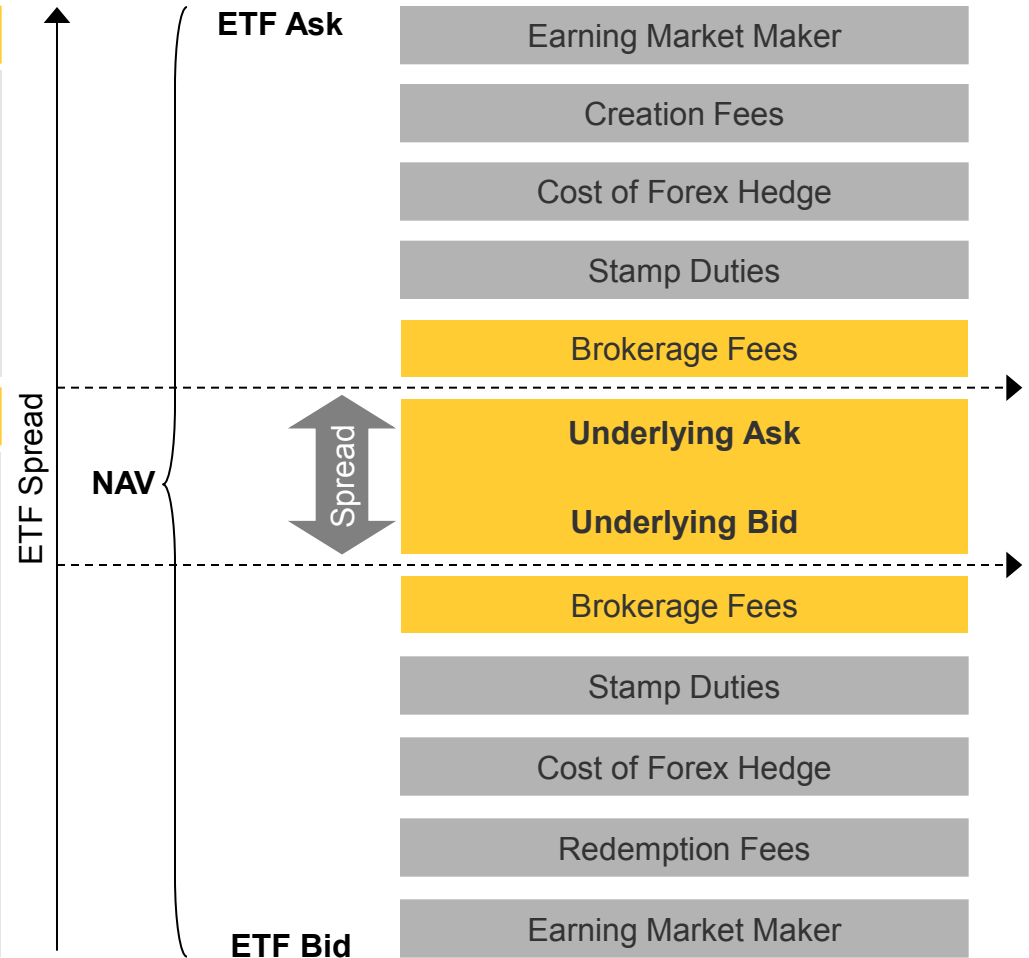 ETF Ask
Earning Market Maker
Creation Fees
Cost of Forex Hedge
Stamp Duties
Brokerage Fees
ETF Spread
NAV
Spread
Underlying Ask
Underlying Bid
Brokerage Fees
Stamp Duties
Cost of Forex Hedge
Redemption Fees
ETF Bid
Earning Market Maker